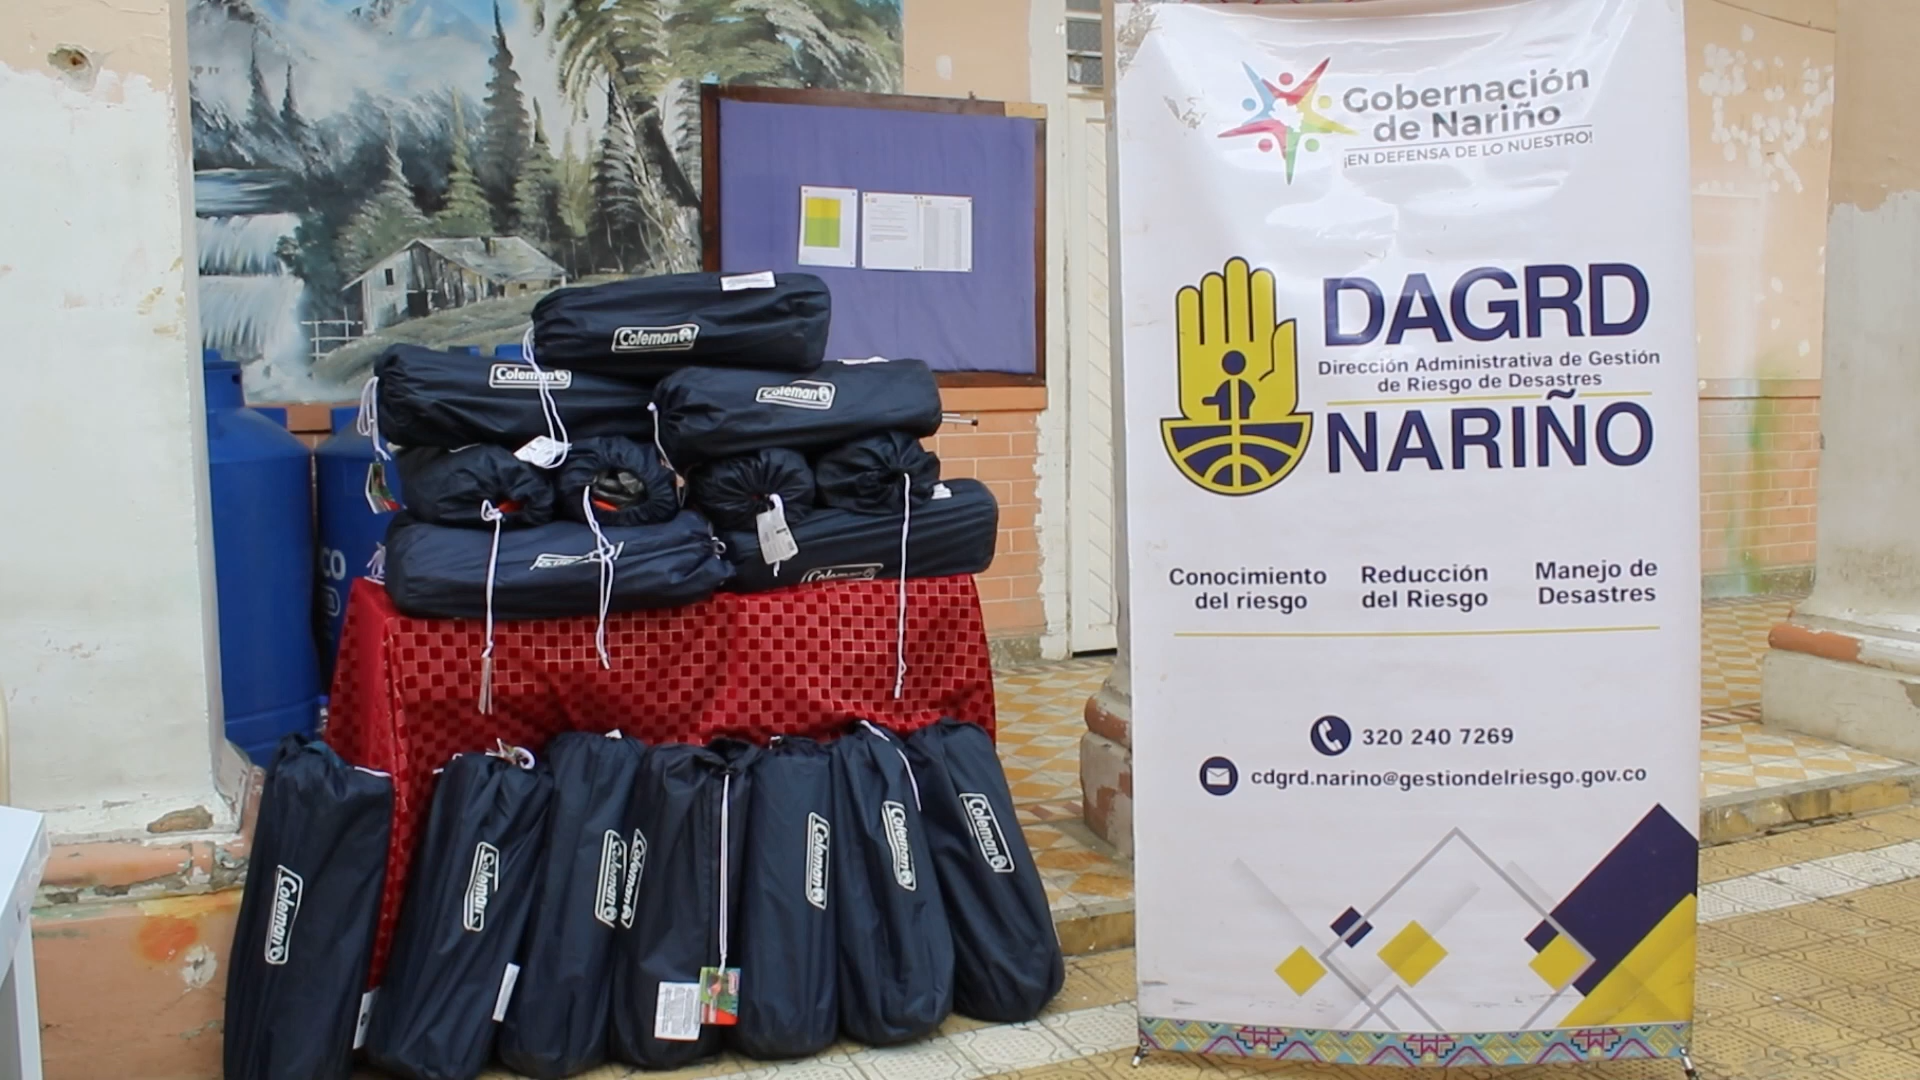 Gobernación
de Nariño
¡EN DEFENSA DE LO NUESTRO!
DAGRD
Dirección Administrativa de Gestión
de Riesgo de Desastres
NARIÑO
Conocimiento
del riesgo
Reducción
del Riesgo
Manejo de
Desastres
320 240 7269
cdgrd.narino@gestiondelriesgo.gov.co
Coleman
Coleman
Coleman
Coleman
CO
Coleman
Coleman
Coleman
Coleman
Coleman
Coleman
Coleman